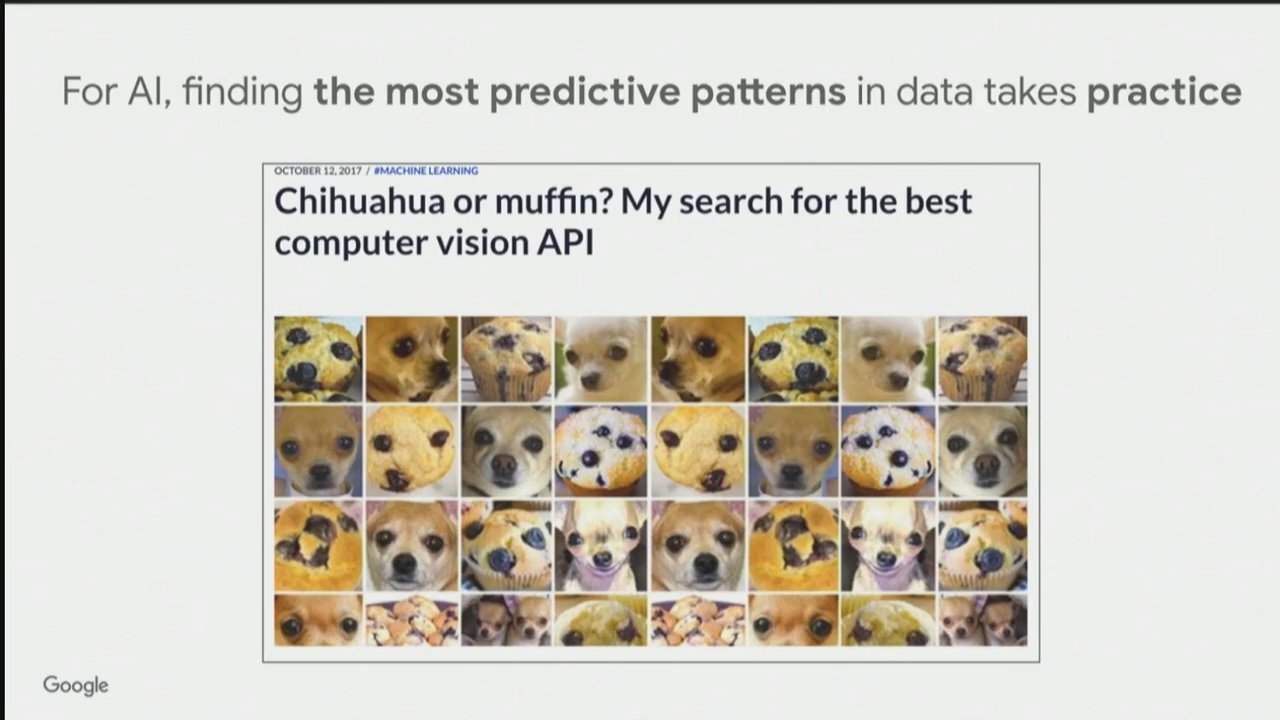 For AI, finding the most predictive patterns in data takes practice
OCTOBER 12, 2017 / #MACHINE LEARNING
Chihuahua or muffin? My search for the best
computer vision API
Google